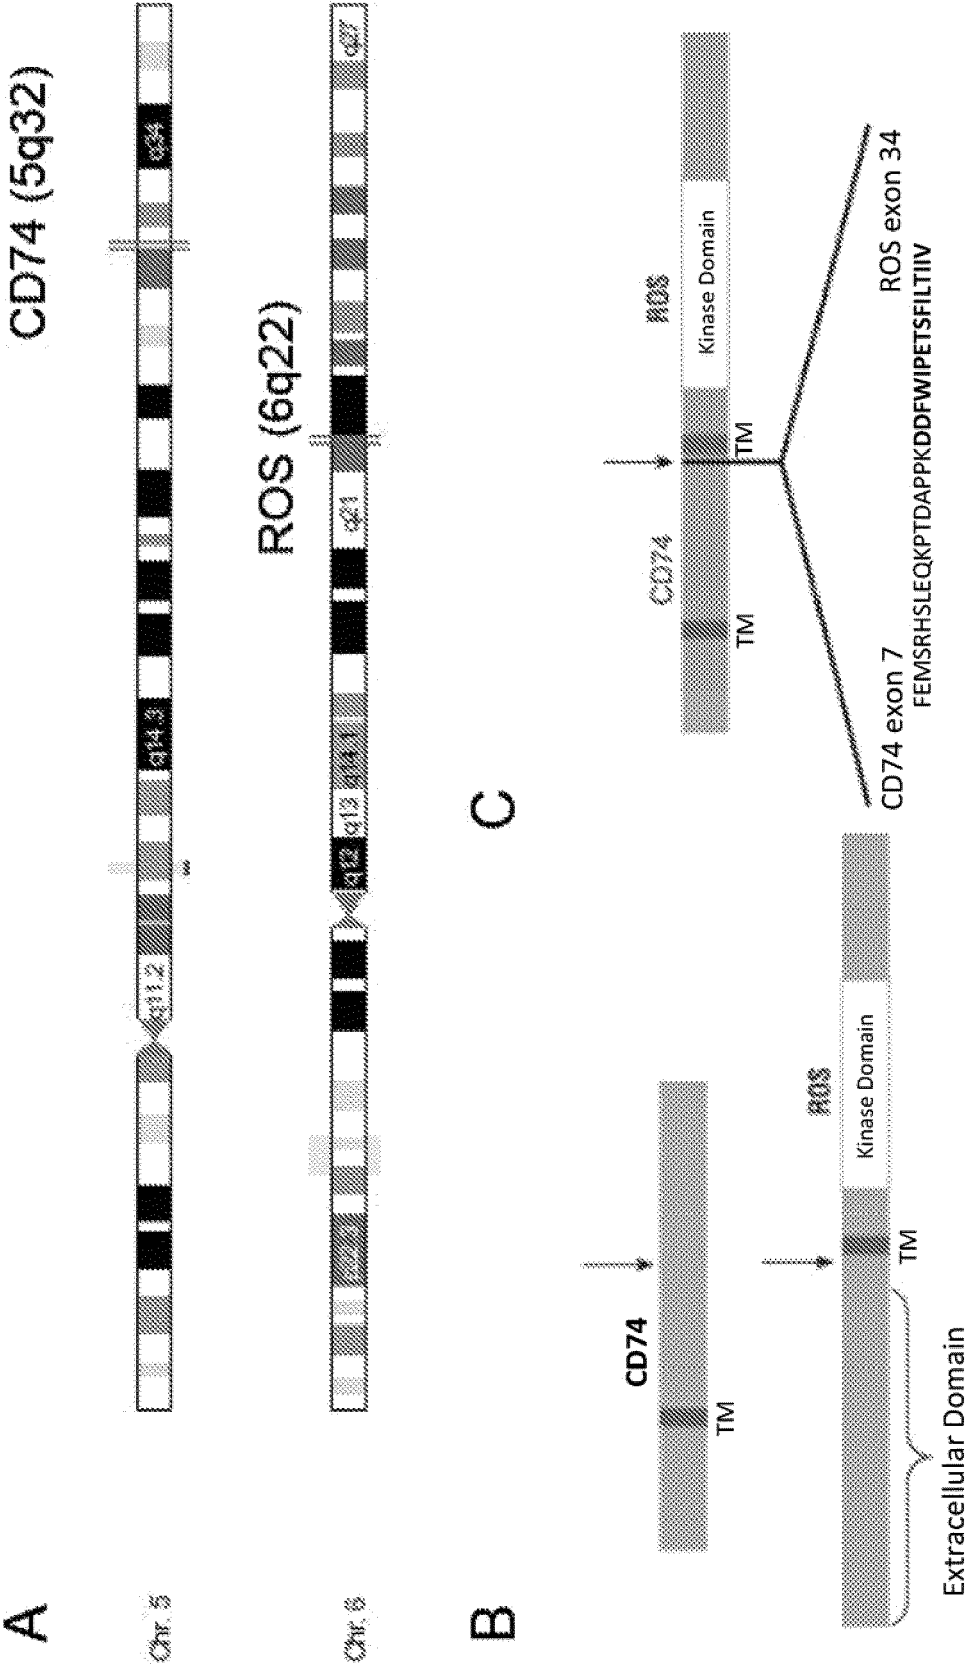 A
CD74 (5q32)
Chr. 5
q11.2
q14.3
q34
ROS (6q22)
Chr. 6
q12
q13
q14.1
q21
q27
B
CD74
TM
ROS
Kinase Domain
TM
Extracellular Domain
C
CD74
ROS
Kinase Domain
TM
TM
CD74 exon 7
ROS exon 34
FEMSRHSLEQKPTDAPPKDDFWIPETSFILTIIV